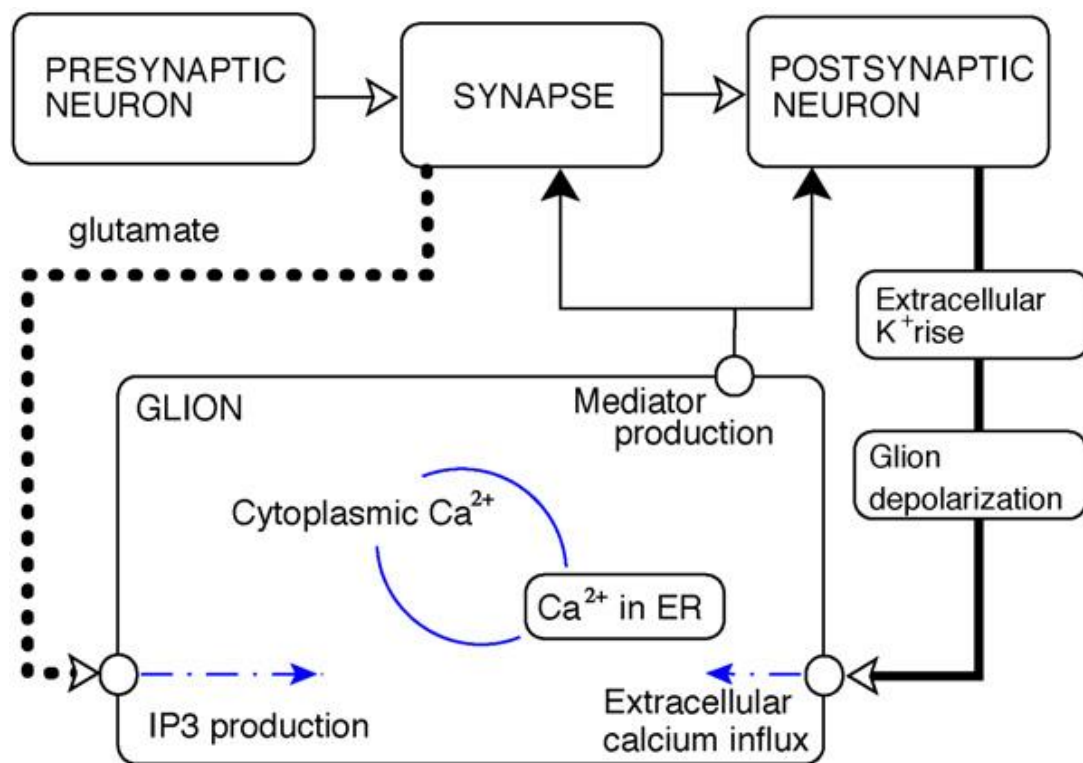 PRESYNAPTIC
NEURON
SYNAPSE
POSTSYNAPTIC
NEURON
glutamate
Extracellular
K⁺rise
GLION
Mediator
production
Glion
depolarization
Cytoplasmic Ca²⁺
Ca²⁺ in ER
IP3 production
Extracellular
calcium influx